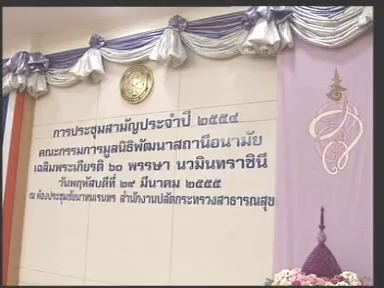 การประชุมสามัญประจำปี ๒๕๕๔
คณะกรรมการมูลนิธิพัฒนาสถานีอนามัย
เฉลิมพระเกียรติ ๖๐ พรรษา นวมินทราชินี
วันพฤหัสบดีที่ ๒๙ มีนาคม ๒๕๕๕
ณ ห้องประชุมชัยนาทนเรนทร สำนักงานปลัดกระทรวงสาธารณสุข